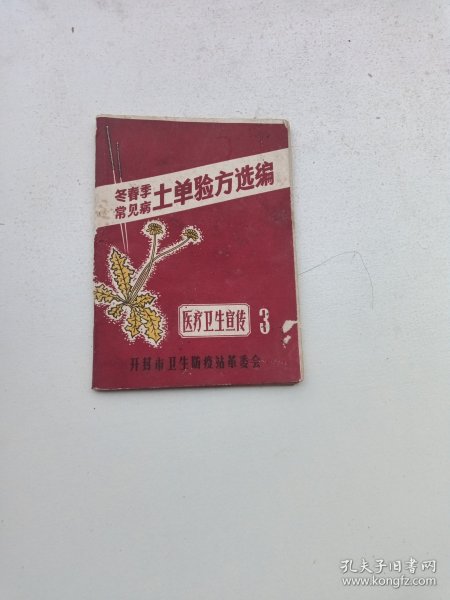 冬春季
常见病
土单验方选编
医疗卫生宣传 3
开封市卫生防疫站革委会
孔夫子旧书网
www.kongfz.com